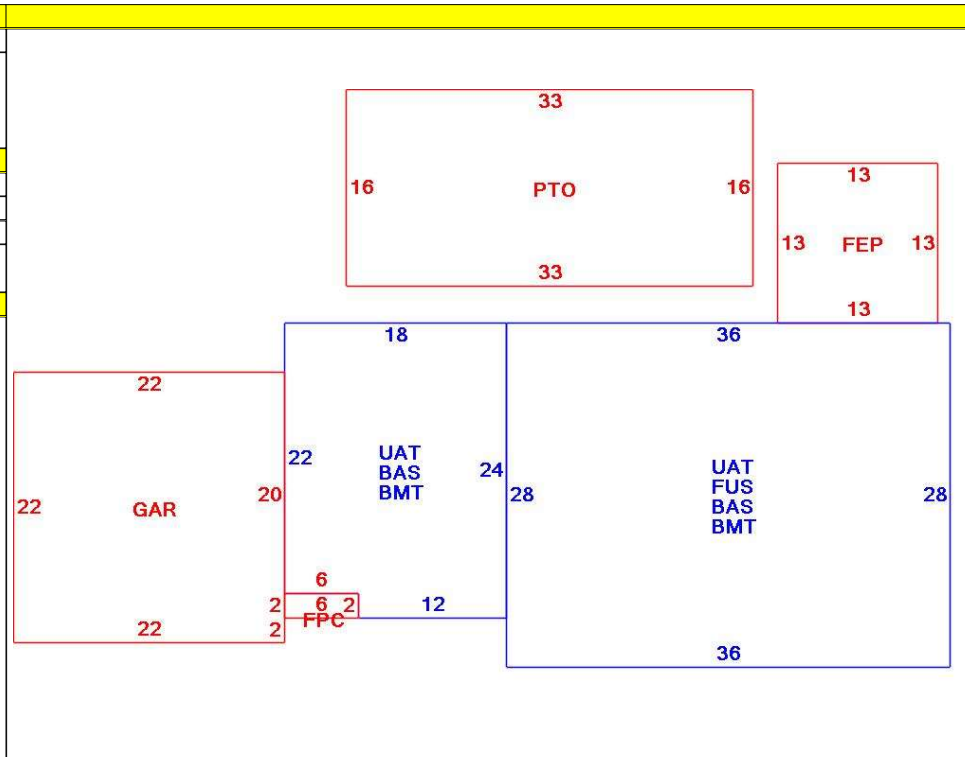 33
16 PTO 16
33
13
13 FEP 13
13
18
36
22
22 GAR 20
22
22 UAT 24
BAS
BMT
28 UAT 28
FUS
BAS
BMT
6
2 6 2
FPC
2
12
36